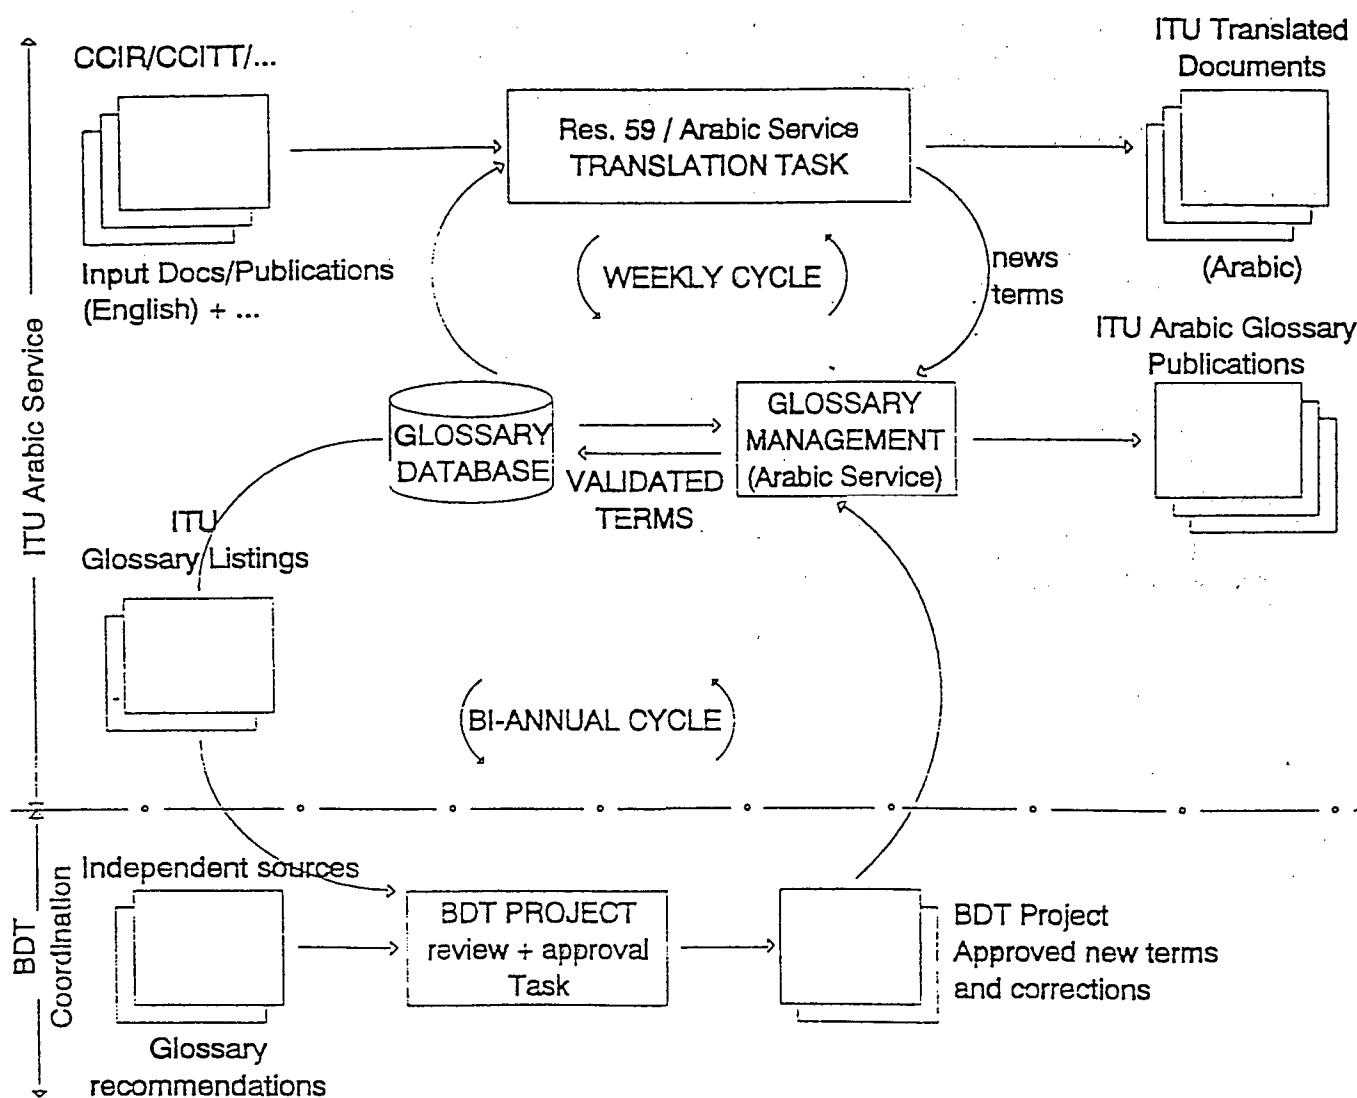 CCIR/CCITT/...
Input Docs/Publications
(English) + ...
Res. 59 / Arabic Service
TRANSLATION TASK
ITU Translated
Documents
(Arabic)
WEEKLY CYCLE
news
terms
ITU Arabic Glossary
Publications
GLOSSARY
DATABASE
VALIDATED
TERMS
GLOSSARY
MANAGEMENT
(Arabic Service)
ITU Arabic Service
ITU
Glossary Listings
BI-ANNUAL CYCLE
BDT
Coordination
Independent sources
Glossary
recommendations
BDT PROJECT
review + approval
Task
BDT Project
Approved new terms
and corrections